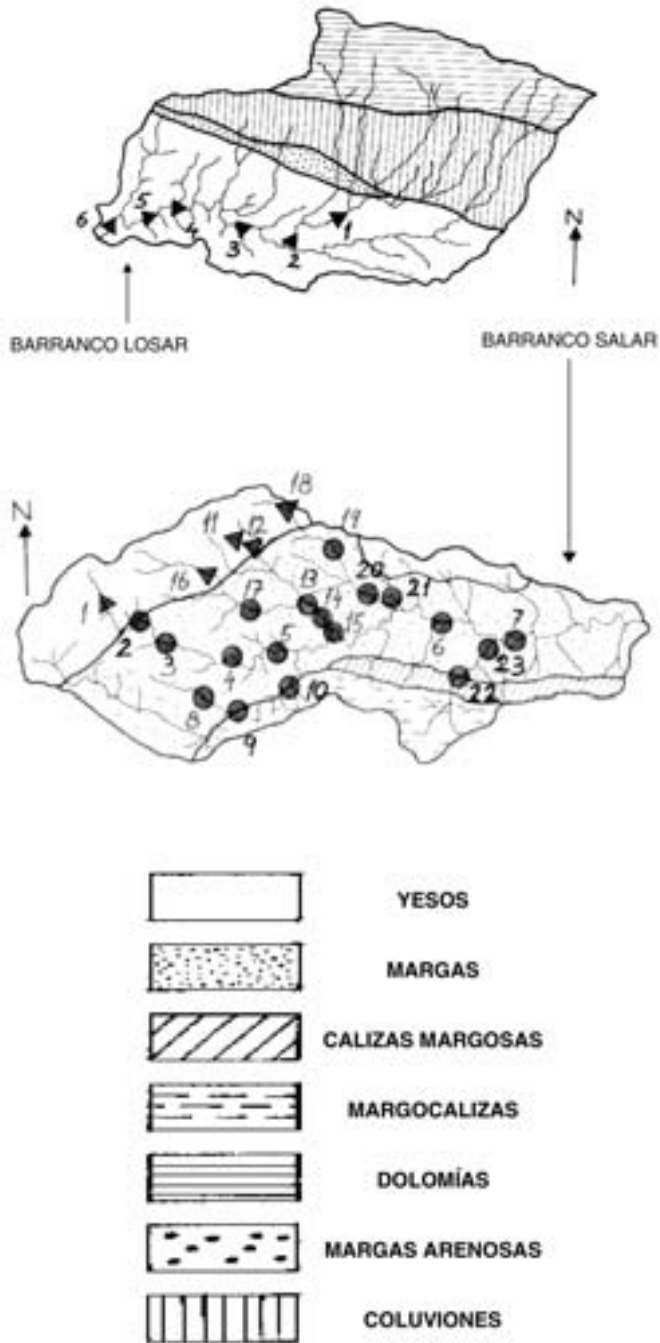 6 5 4 3 2 1
N
BARRANCO LOSAR
BARRANCO SALAR
N
18
11 12 19
16 17 13 14 20 21
1 2 3 4 5 15 6 7
23
8 9 10 22
YESOS
MARGAS
CALIZAS MARGOSAS
MARGOCALIZAS
DOLOMÍAS
MARGAS ARENOSAS
COLUVIONES